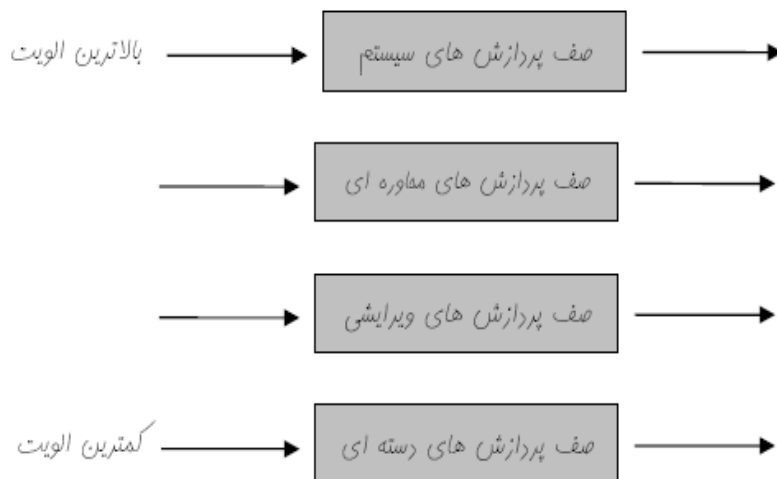 بالاترین الویت
صف پردازش های سیستم
صف پردازش های محاوره ای
صف پردازش های ویرایشی
کمترین الویت
صف پردازش های دسته ای